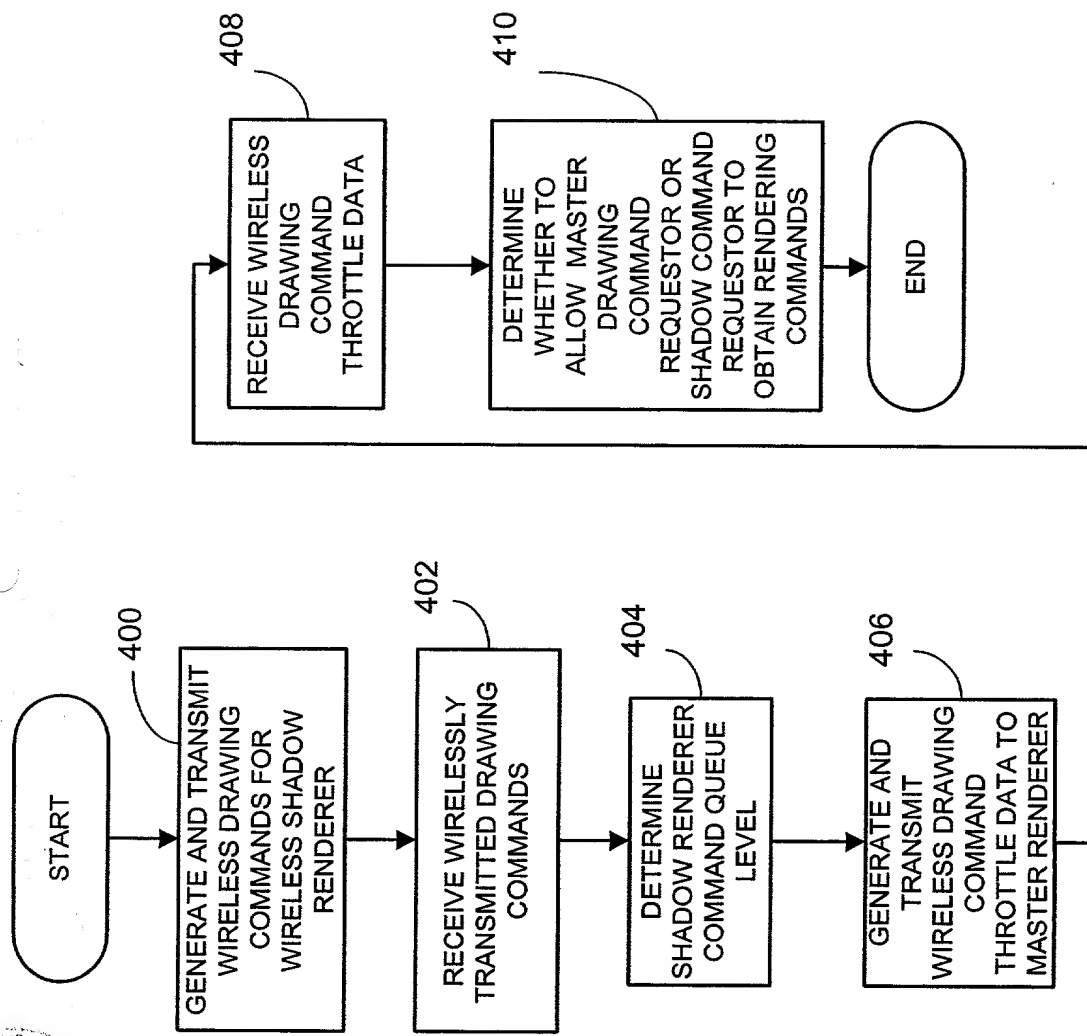 START
400
GENERATE AND TRANSMIT
WIRELESS DRAWING
COMMANDS FOR
WIRELESS SHADOW
RENDERER
402
RECEIVE WIRELESSLY
TRANSMITTED DRAWING
COMMANDS
404
DETERMINE
SHADOW RENDERER
COMMAND QUEUE
LEVEL
406
GENERATE AND
TRANSMIT
WIRELESS DRAWING
COMMAND
THROTTLE DATA TO
MASTER RENDERER
408
RECEIVE WIRELESS
DRAWING
COMMAND
THROTTLE DATA
410
DETERMINE
WHETHER TO
ALLOW MASTER
DRAWING
COMMAND
REQUESTOR OR
SHADOW COMMAND
REQUESTOR TO
OBTAIN RENDERING
COMMANDS
END